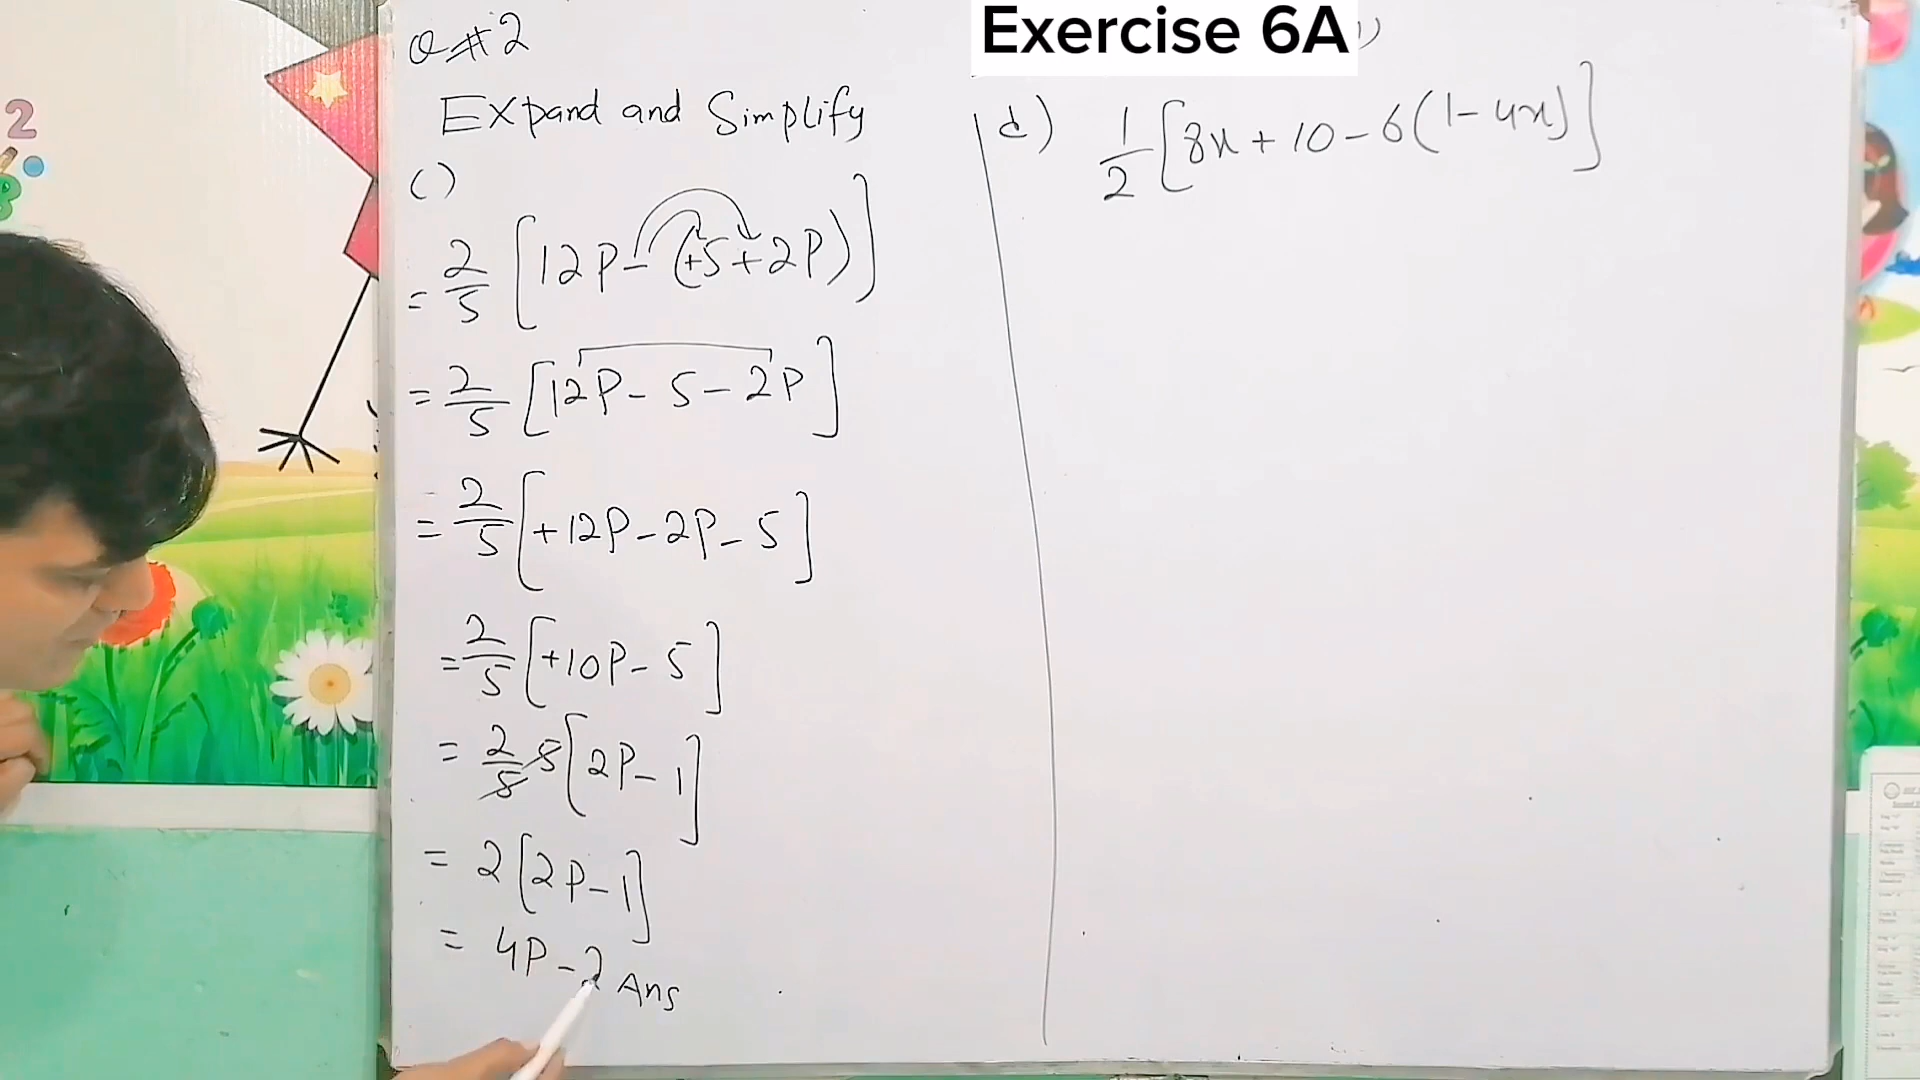 Exercise 6A
Q#2
Expand and Simplify
c)
= 2/5 [12P - (+5+2P)]
= 2/5 [12P - 5 - 2P]
= 2/5 [+12P - 2P - 5]
= 2/5 [+10P - 5]
= 2/5 5 [2P - 1]
= 2 [2P - 1]
= 4P - 2 Ans
d) 1/2 [8x + 10 - 6(1 - 4x)]
2